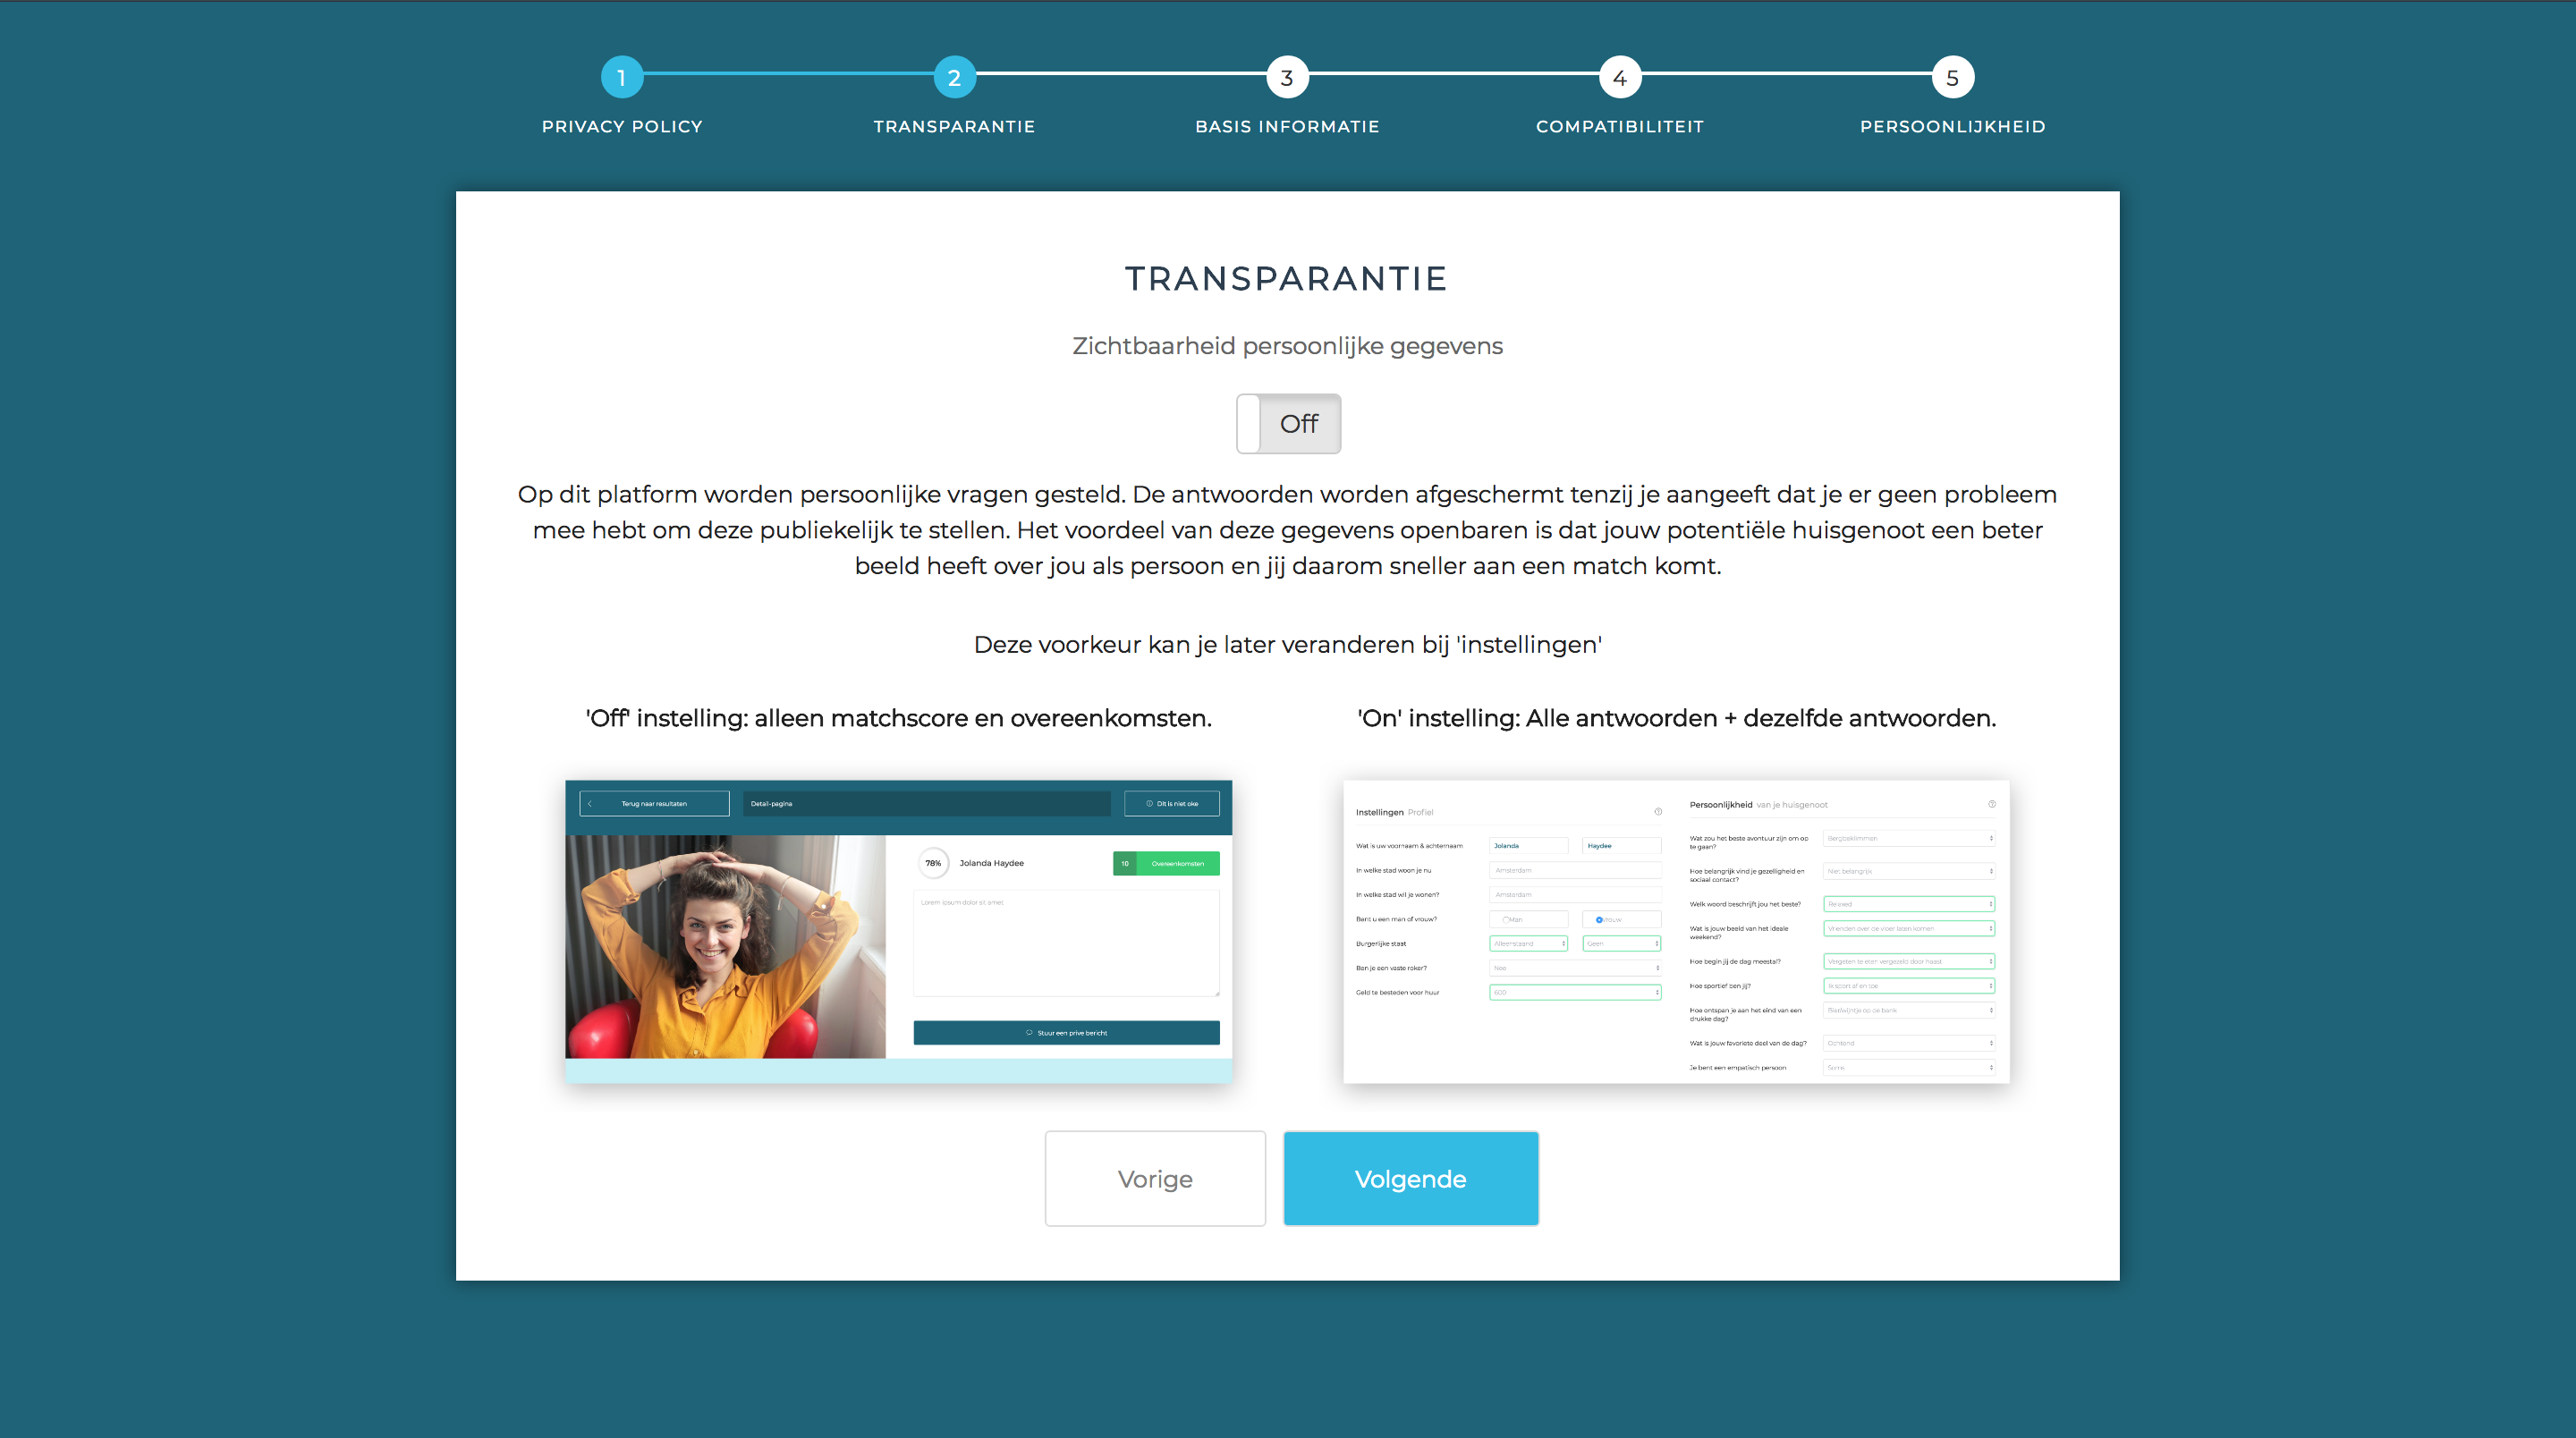 1
2
3
4
5
PRIVACY POLICY
TRANSPARANTIE
BASIS INFORMATIE
COMPATIBILITEIT
PERSOONLIJKHEID
TRANSPARANTIE
Zichtbaarheid persoonlijke gegevens
Off
Op dit platform worden persoonlijke vragen gesteld. De antwoorden worden afgeschermt tenzij je aangeeft dat je er geen probleem
mee hebt om deze publiekelijk te stellen. Het voordeel van deze gegevens openbaren is dat jouw potentiële huisgenoot een beter
beeld heeft over jou als persoon en jij daarom sneller aan een match komt.
Deze voorkeur kan je later veranderen bij 'instellingen'
'Off' instelling: alleen matchscore en overeenkomsten.
Terug naar resultaten
Detail-pagina
Dit is niet oke
78%
Jolanda Haydee
10
Overeenkomsten
Lorem ipsum dolor sit amet
Stuur een prive bericht
'On' instelling: Alle antwoorden + dezelfde antwoorden.
Instellingen Profiel
Wat is uw voornaam & achternaam
Jolanda
Haydee
In welke stad woon je nu
Amsterdam
In welke stad wil je wonen?
Amsterdam
Bent u een man of vrouw?
Man
Vrouw
Burgerlijke staat
Alleenstaand
Geen
Ben je een vaste roker?
Nee
Geld te besteden voor huur
600
Persoonlijkheid van je huisgenoot
Wat zou het beste avontuur zijn om op
te gaan?
Bergbeklimmen
Hoe belangrijk vind je gezelligheid en
sociaal contact?
Niet belangrijk
Welk woord beschrijft jou het beste?
Relaxed
Wat is jouw beeld van het ideale
weekend?
Vrienden over de vloer laten komen
Hoe begin jij de dag meestal?
Vergeten te eten vergezeld door haast
Hoe sportief ben jij?
Ik sport af en toe
Hoe ontspan je aan het eind van een
drukke dag?
Bier/wijntje op de bank
Wat is jouw favoriete deel van de dag?
Ochtend
Je bent een empatisch persoon
Soms
Vorige
Volgende